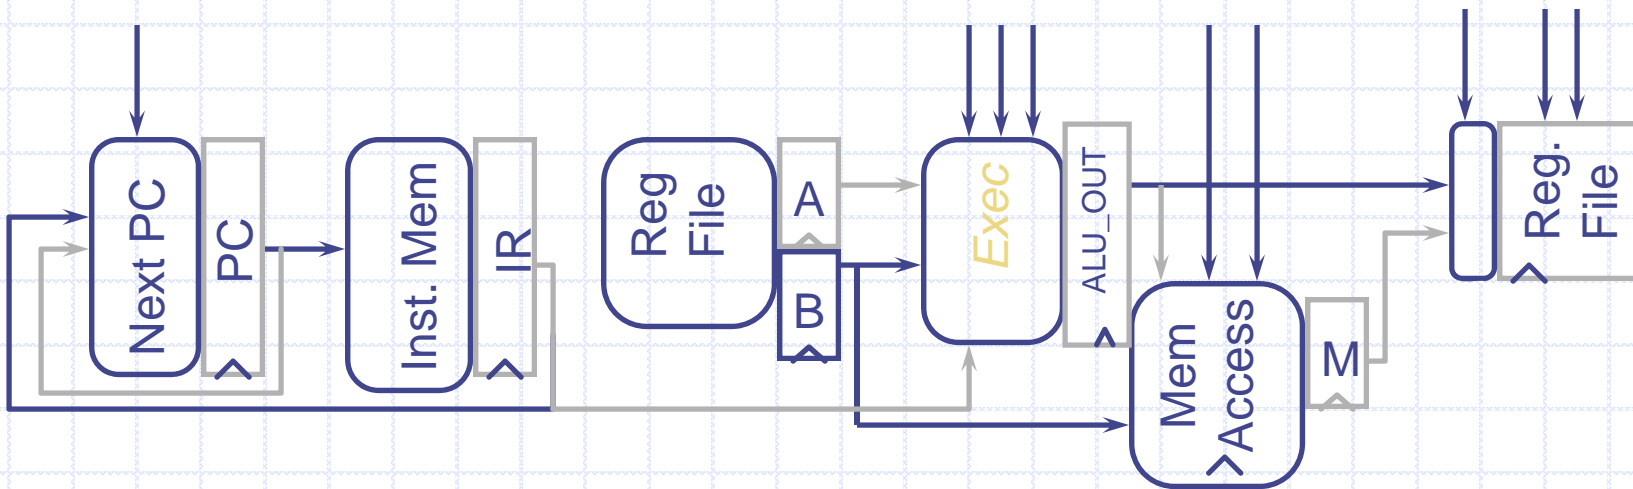 Next PC
PC
Inst. Mem
IR
Reg
File
A
B
Exec
ALU_OUT
Mem
Access
M
Reg.
File